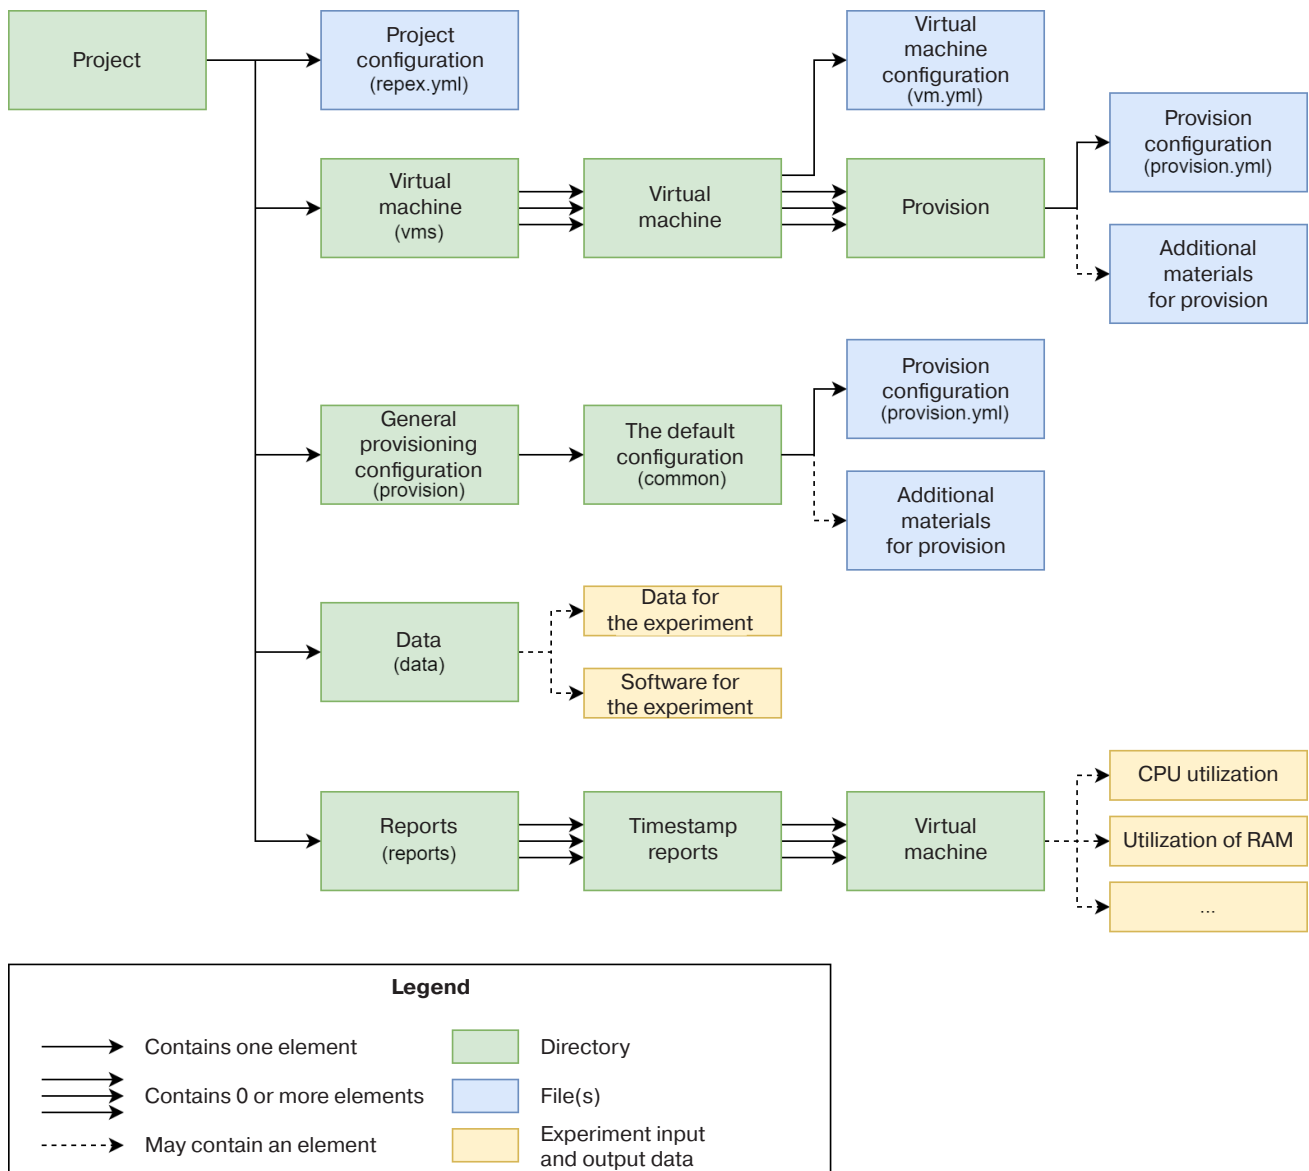 Project
Project
configuration
(repex.yml)
Virtual
machine
configuration
(vm.yml)
Provision
configuration
(provision.yml)
Virtual
machine
(vms)
Virtual
machine
Provision
Additional
materials
for provision
Provision
configuration
(provision.yml)
General
provisioning
configuration
(provision)
The default
configuration
(common)
Additional
materials
for provision
Data
(data)
Data for
the experiment
Software for
the experiment
Reports
(reports)
Timestamp
reports
Virtual
machine
CPU utilization
Utilization of RAM
...
Legend
Contains one element
Directory
Contains 0 or more elements
File(s)
May contain an element
Experiment input
and output data